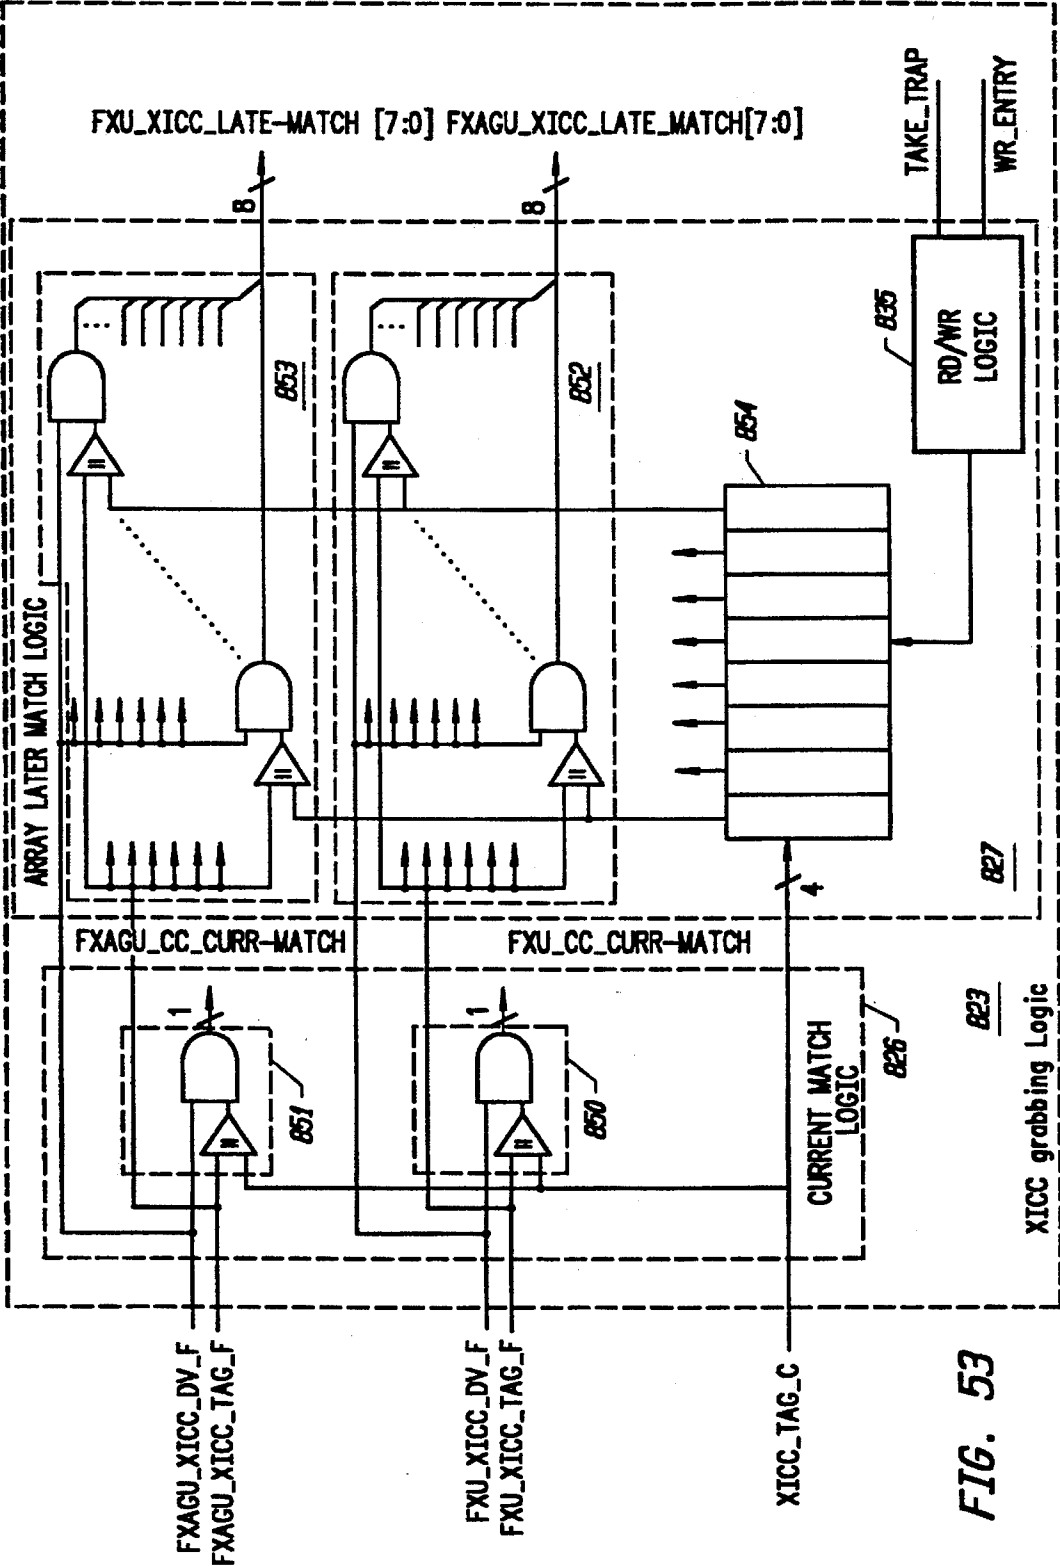 FXU_XICC_LATE-MATCH [7:0]
FXAGU_XICC_LATE_MATCH[7:0]
TAKE_TRAP
WR_ENTRY
8
8
853
852
835
RD/WR
LOGIC
854
ARRAY LATER MATCH LOGIC
=
=
=
=
4
827
FXAGU_CC_CURR-MATCH
FXU_CC_CURR-MATCH
1
1
=
=
851
850
CURRENT MATCH
LOGIC
826
823
XICC grabbing Logic
FXAGU_XICC_DV_F
FXAGU_XICC_TAG_F
FXU_XICC_DV_F
FXU_XICC_TAG_F
XICC_TAG_C
FIG. 53